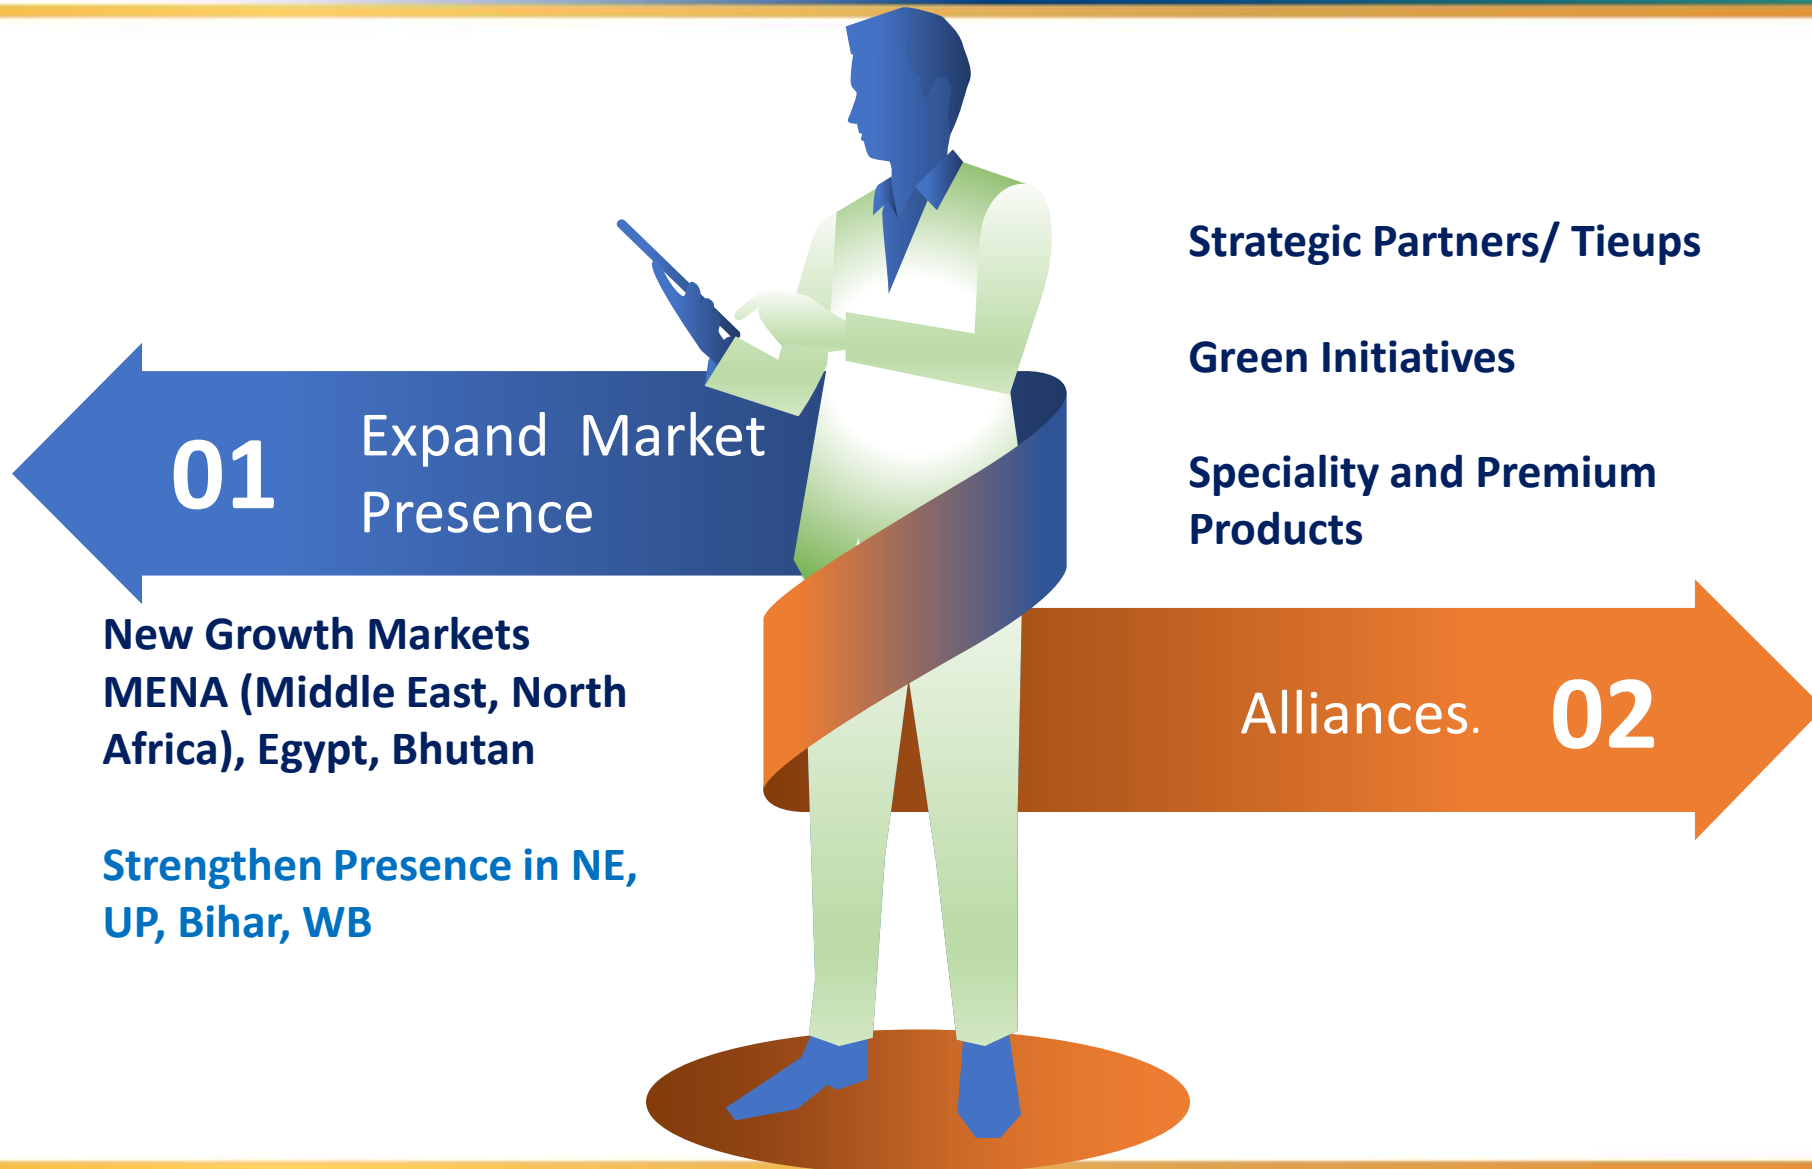 01
Expand Market
Presence
New Growth Markets
MENA (Middle East, North
Africa), Egypt, Bhutan
Strengthen Presence in NE,
UP, Bihar, WB
Strategic Partners/ Tieups
Green Initiatives
Speciality and Premium
Products
Alliances. 02